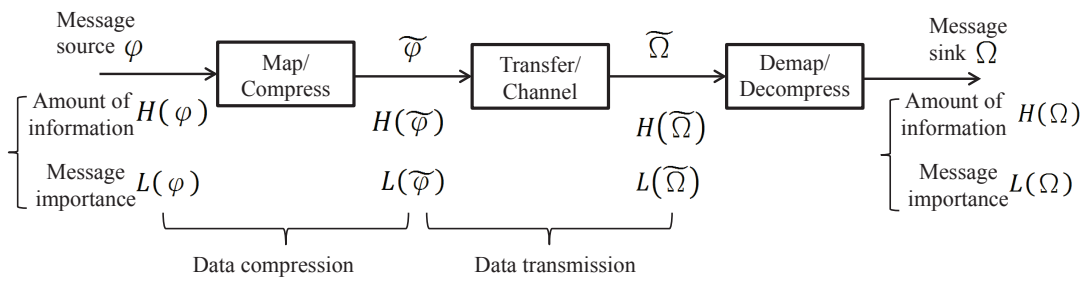 Message
source φ
Map/
Compress
φ̃
Transfer/
Channel
Ω̃
Demap/
Decompress
Message
sink Ω
Amount of
information H(φ)
H(φ̃)
H(Ω̃)
Amount of
information H(Ω)
Message
importance L(φ)
L(φ̃)
L(Ω̃)
Message
importance L(Ω)
Data compression
Data transmission